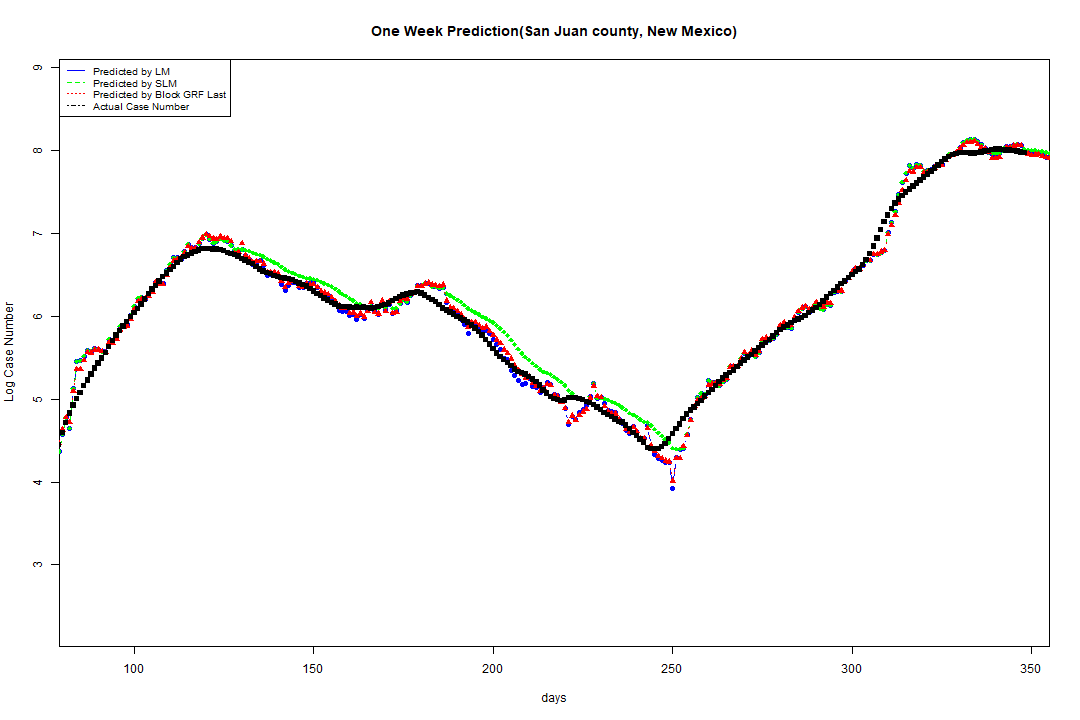 One Week Prediction(San Juan county, New Mexico)
Predicted by LM
Predicted by SLM
Predicted by Block GRF Last
Actual Case Number
9
8
7
6
5
4
3
Log Case Number
100 150 200 250 300 350
days